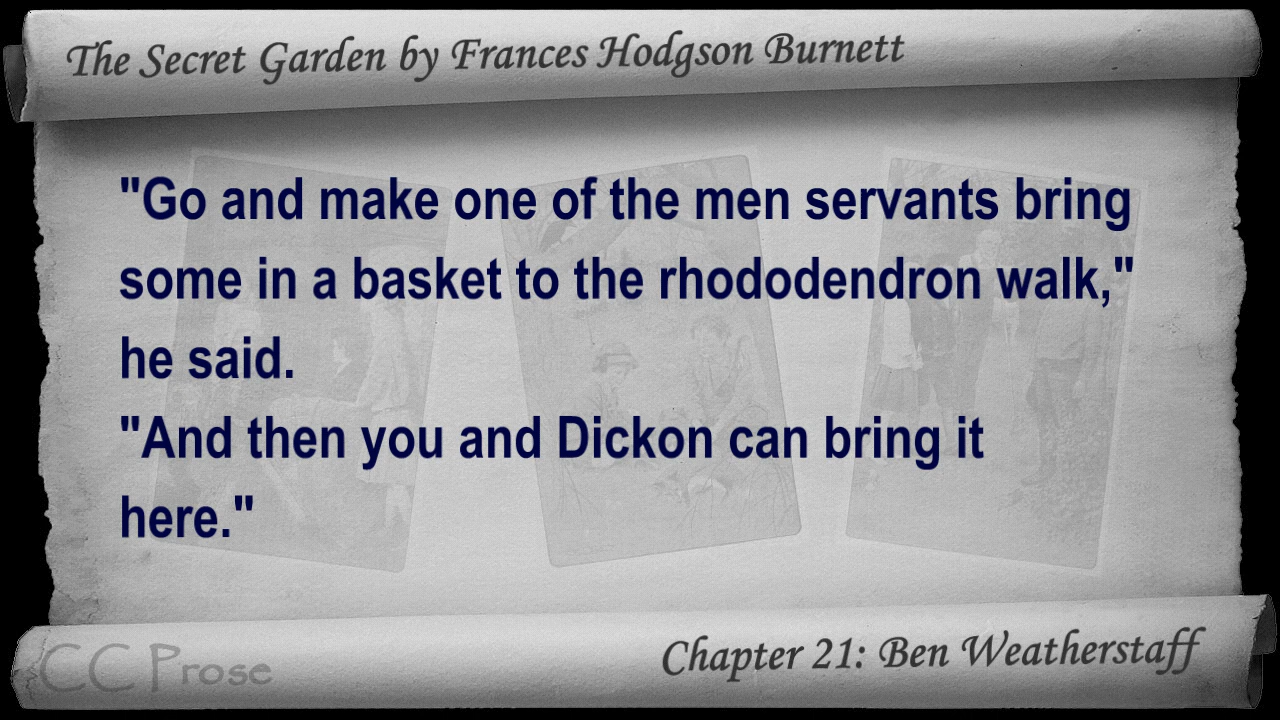 The Secret Garden by Frances Hodgson Burnett
"Go and make one of the men servants bring
some in a basket to the rhododendron walk,"
he said.
"And then you and Dickon can bring it
here."
CC Prose
Chapter 21: Ben Weatherstaff